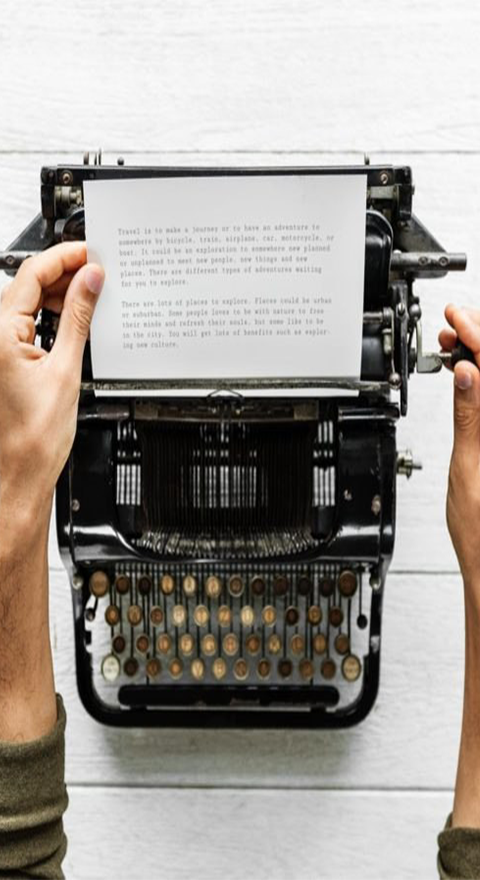 Travel is to make a journey or to have an adventure to
somewhere by bicycle, train, airplane, car, motorcycle, or
boat. It could be an exploration to somewhere new planned
or unplanned to meet new people, new things and new
places. There are different types of adventures waiting
for you to explore.
There are lots of places to explore. Places could be urban
or suburban. Some people loves to be with nature to free
their minds and refresh their souls, but some like to be
in the city. You will get lots of benefits such as explor-
ing new culture.